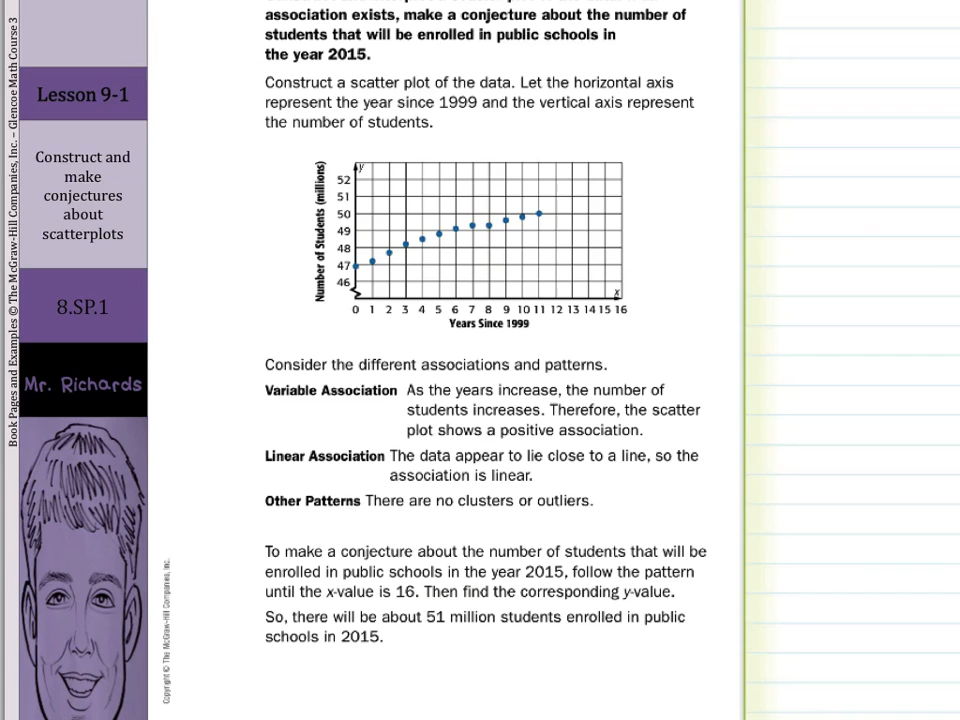 association exists, make a conjecture about the number of
students that will be enrolled in public schools in
the year 2015.
Construct a scatter plot of the data. Let the horizontal axis
represent the year since 1999 and the vertical axis represent
the number of students.
Number of Students (millions)
y
52
51
50
49
48
47
46
x
0 1 2 3 4 5 6 7 8 9 10 11 12 13 14 15 16
Years Since 1999
Consider the different associations and patterns.
Variable Association As the years increase, the number of
students increases. Therefore, the scatter
plot shows a positive association.
Linear Association The data appear to lie close to a line, so the
association is linear.
Other Patterns There are no clusters or outliers.
To make a conjecture about the number of students that will be
enrolled in public schools in the year 2015, follow the pattern
until the x-value is 16. Then find the corresponding y-value.
So, there will be about 51 million students enrolled in public
schools in 2015.
Copyright © The McGraw-Hill Companies, Inc.
Book Pages and Examples © The McGraw-Hill Companies, Inc. – Glencoe Math Course 3
Lesson 9-1
Construct and
make
conjectures
about
scatterplots
8.SP.1
Mr. Richards